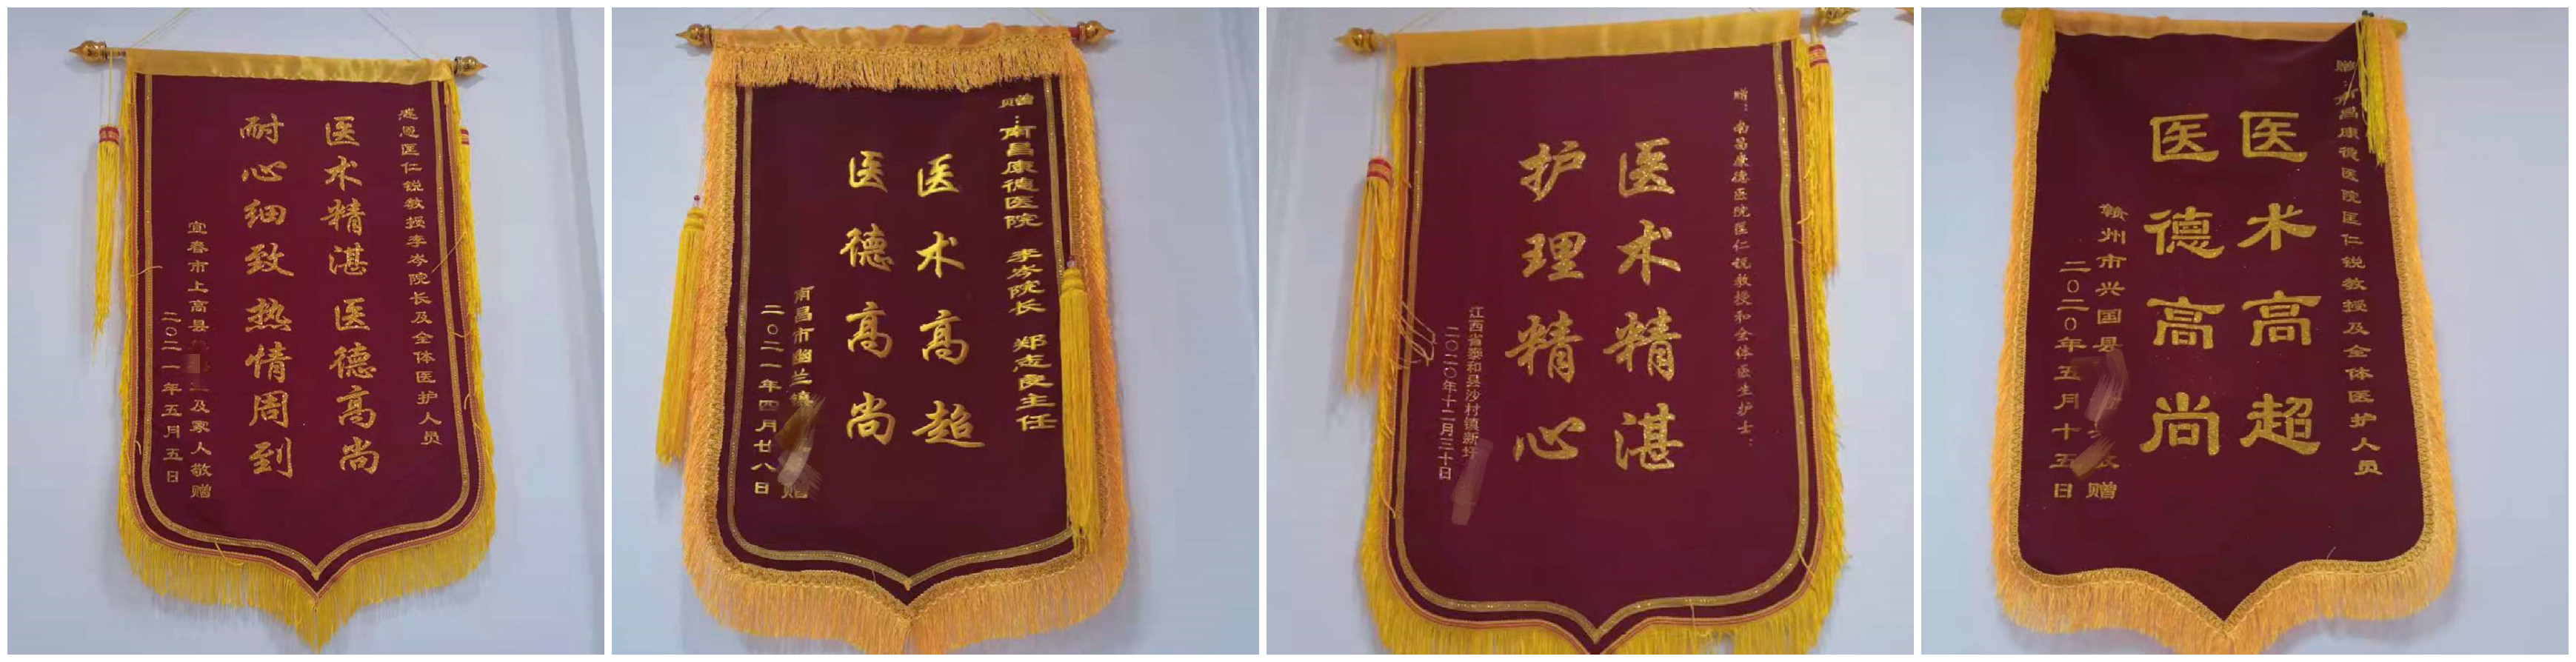 感恩匡仁锐教授李岑院长及全体医护人员
医术精湛 医德高尚
耐心细致 热情周到
宜春市上高县
及家人敬赠
二〇二一年五月五日
赠:南昌康德医院 李岑院长 郑志良主任
医术高超
医德高尚
南昌市幽兰镇
赠
二〇二一年四月廿八日
赠:南昌康德医院匡仁锐教授和全体医生护士:
医术精湛
护理精心
江西省泰和县沙村镇新圩
二〇二〇年十二月三十日
赠:南昌康德医院匡仁锐教授及全体医护人员
医术高超
医德高尚
赣州市兴国县
赠
二〇二〇年五月十五日